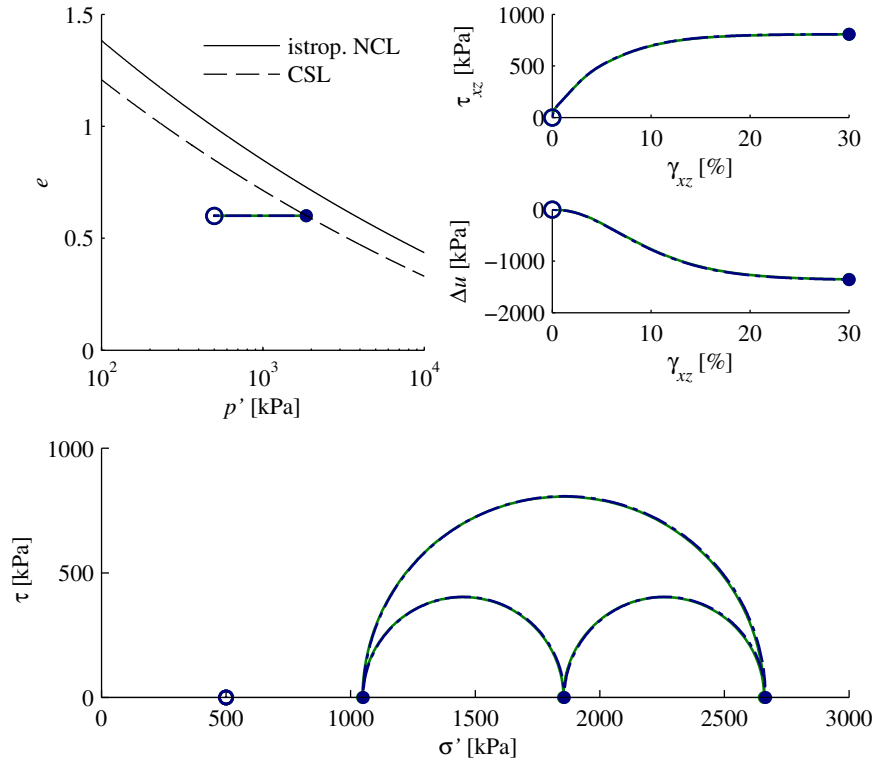 1.5
1
0.5
0
e
10² 10³ 10⁴
p’ [kPa]
istrop. NCL
CSL
1000
500
0
τxz [kPa]
0 10 20 30
γxz [%]
0
−1000
−2000
Δu [kPa]
0 10 20 30
γxz [%]
1000
500
0
τ [kPa]
0 500 1000 1500 2000 2500 3000
σ’ [kPa]